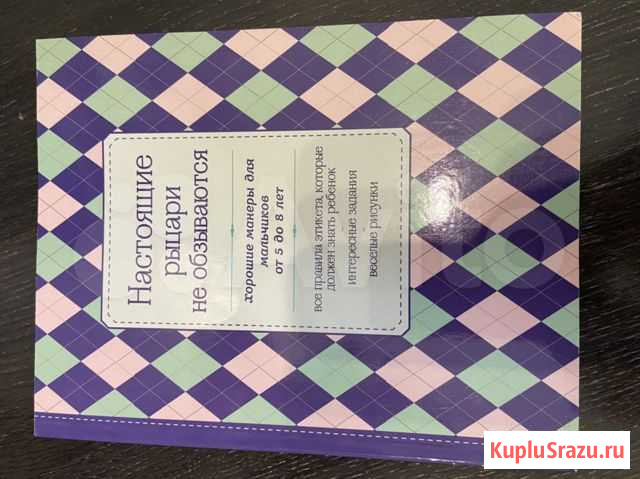 Настоящие
рыцари
не обзываются
хорошие манеры для
мальчиков
от 5 до 8 лет
все правила этикета, которые
должен знать ребенок
интересные задания
веселые рисунки
KupluSrazu.ru